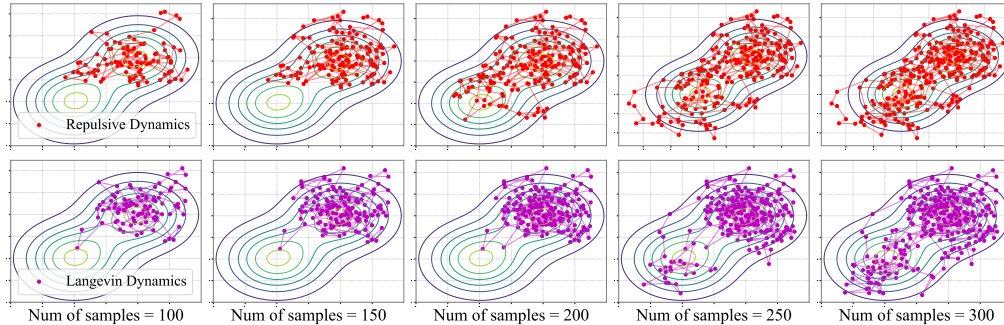 Repulsive Dynamics
Langevin Dynamics
Num of samples = 100
Num of samples = 150
Num of samples = 200
Num of samples = 250
Num of samples = 300